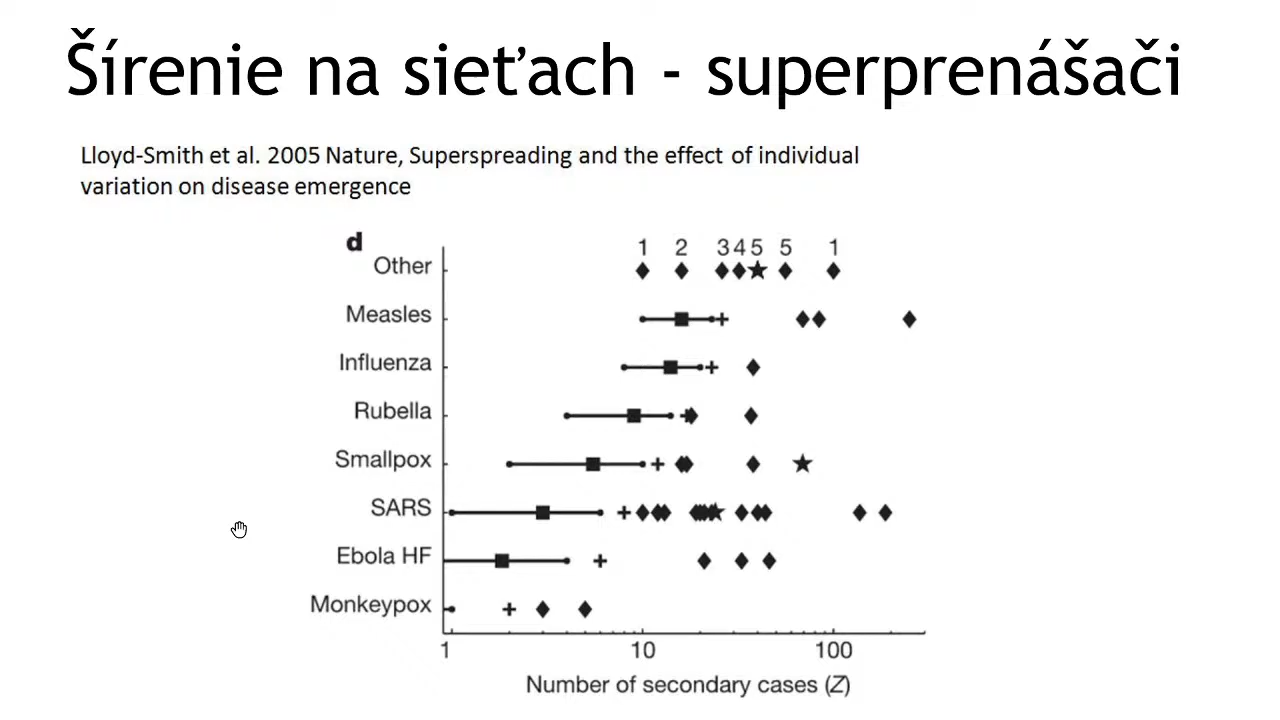 Šírenie na sieťach - superprenášači
Lloyd-Smith et al. 2005 Nature, Superspreading and the effect of individual
variation on disease emergence
d
1 2 3 4 5 5 1
Other
Measles
Influenza
Rubella
Smallpox
SARS
Ebola HF
Monkeypox
1 10 100
Number of secondary cases (Z)